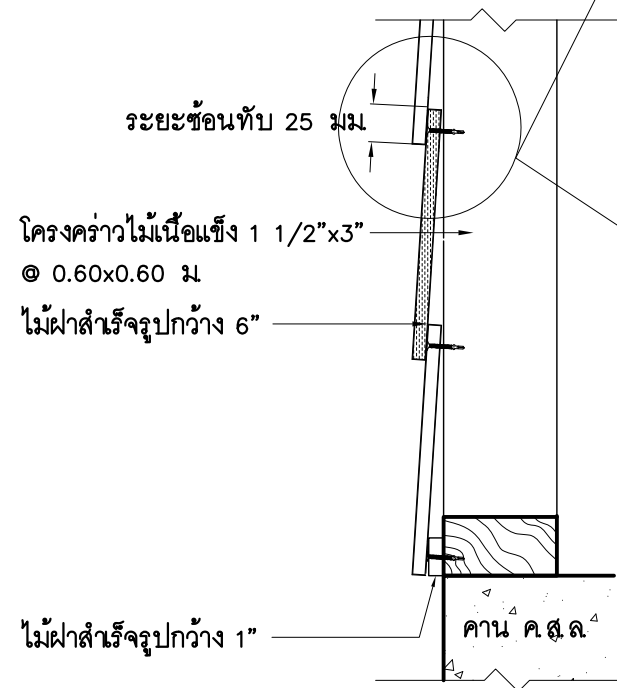 ระยะซ้อนทับ 25 มม.
โครงคร่าวไม้เนื้อแข็ง 1 1/2"x3"
@ 0.60x0.60 ม.
ไม้ฝาสำเร็จรูปกว้าง 6"
ไม้ฝาสำเร็จรูปกว้าง 1"
คาน ค.ส.ล.